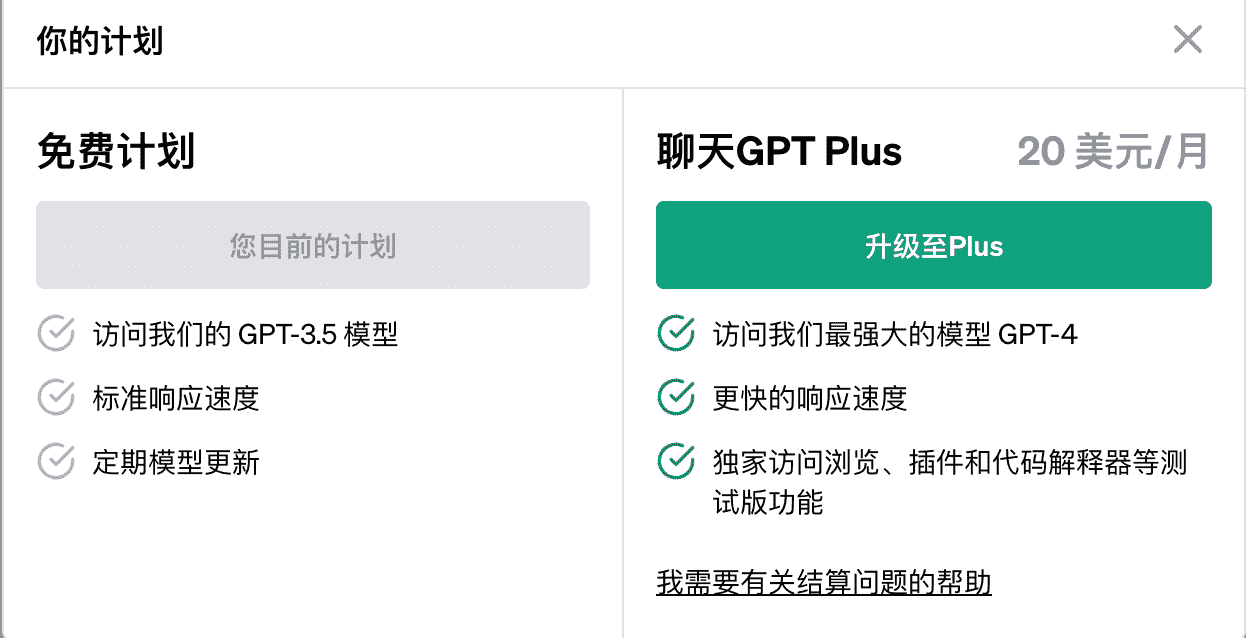 你的计划
免费计划
您目前的计划
访问我们的 GPT-3.5 模型
标准响应速度
定期模型更新
聊天GPT Plus
20 美元/月
升级至Plus
访问我们最强大的模型 GPT-4
更快的响应速度
独家访问浏览、插件和代码解释器等测
试版功能
我需要有关结算问题的帮助